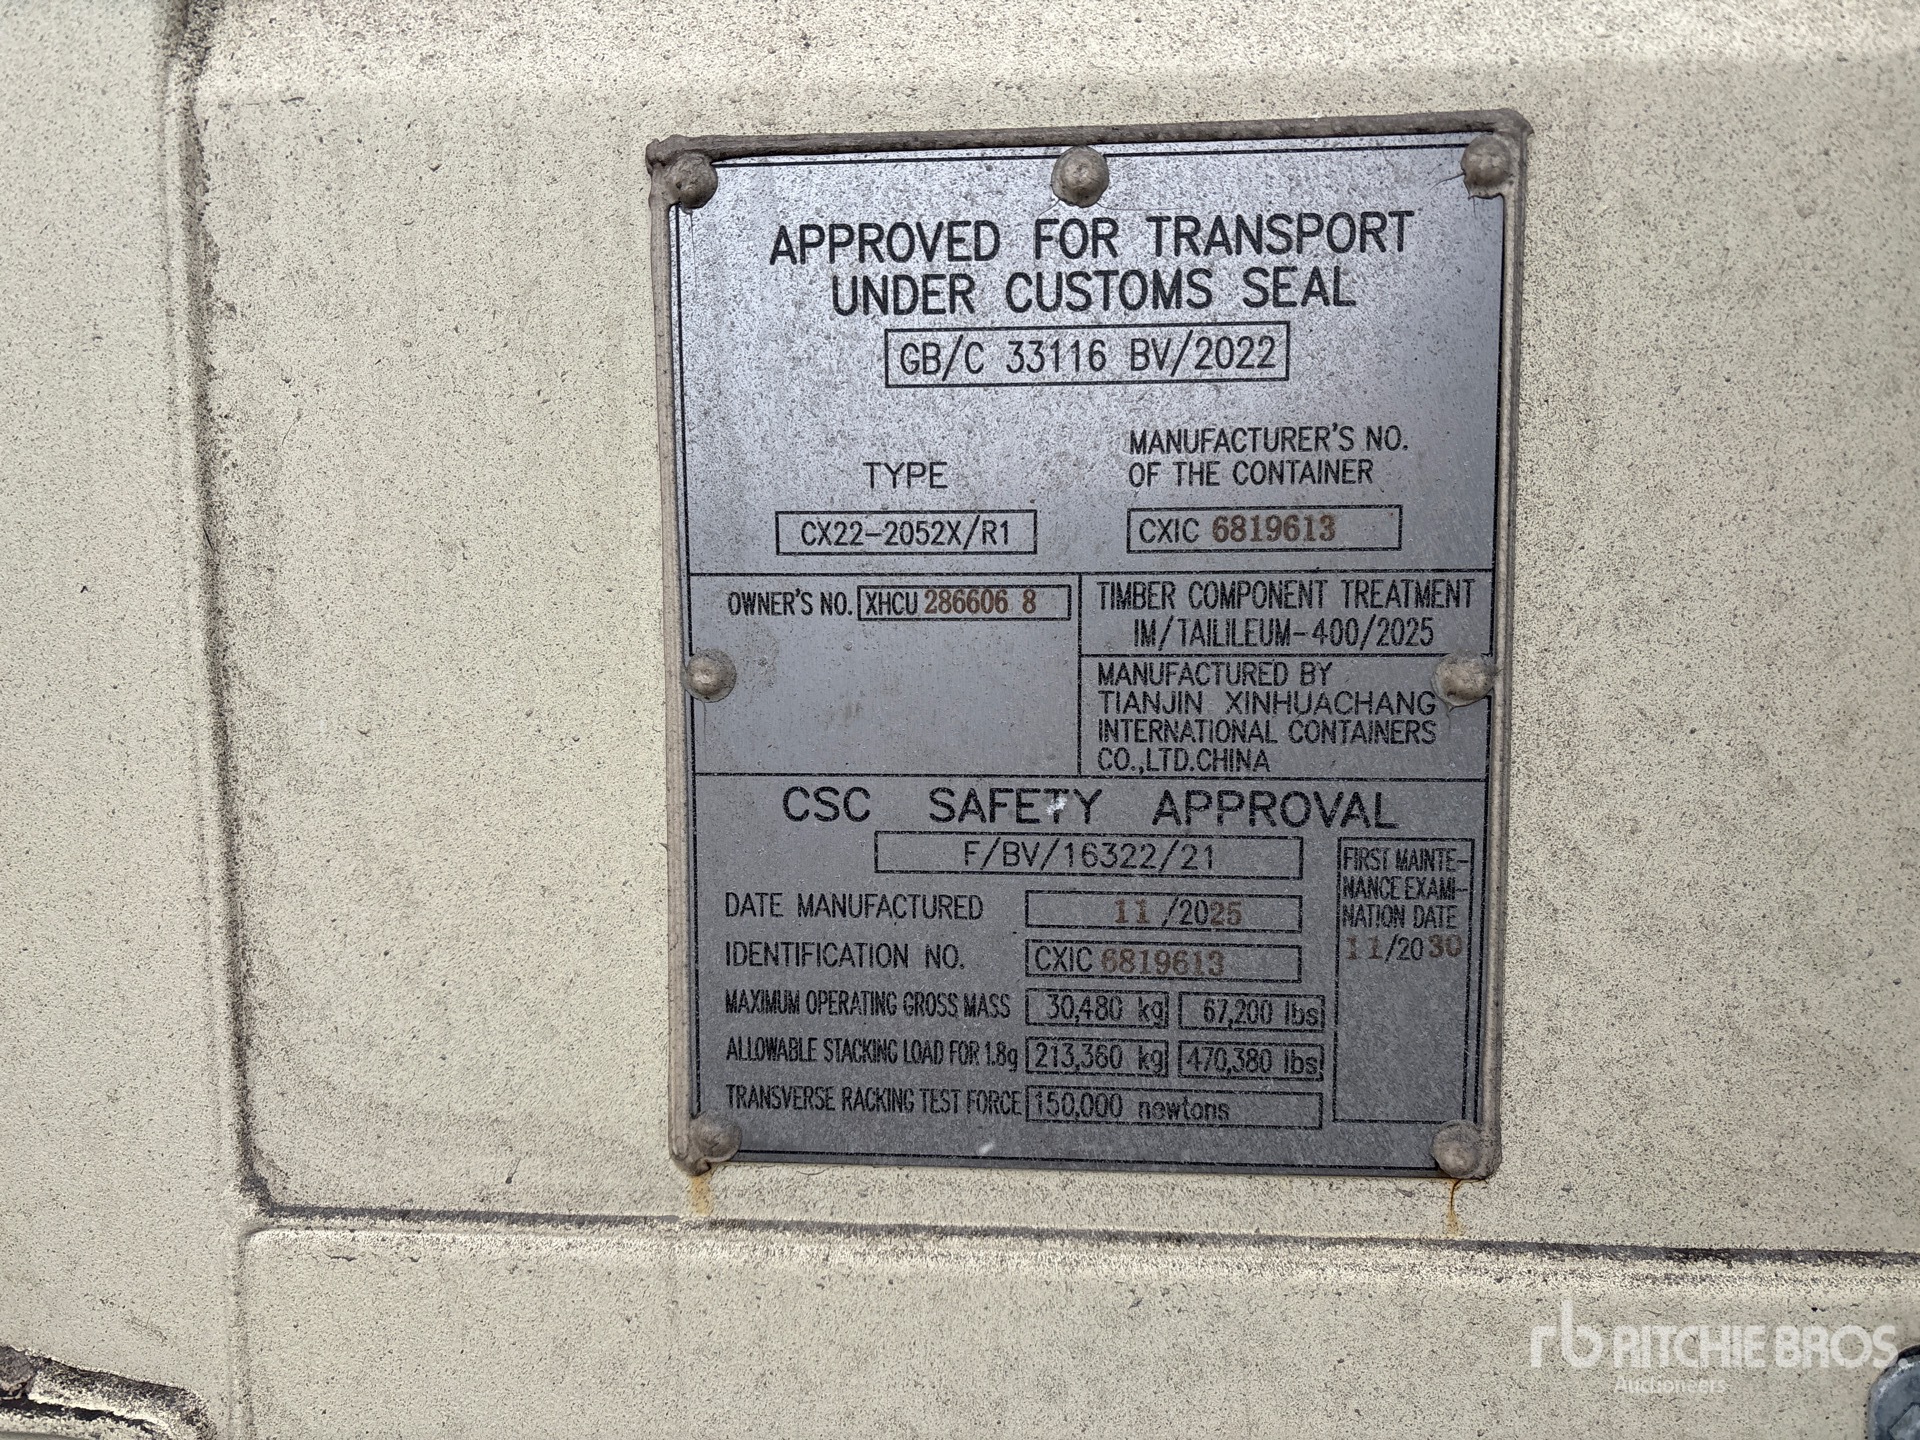 APPROVED FOR TRANSPORT
UNDER CUSTOMS SEAL
GB/C 33116 BV/2022
TYPE
CX22-2052X/R1
MANUFACTURER'S NO.
OF THE CONTAINER
CXIC 6819613
OWNER'S NO. XHCU 286606 8
TIMBER COMPONENT TREATMENT
IM/TAILILEUM-400/2025
MANUFACTURED BY
TIANJIN XINHUACHANG
INTERNATIONAL CONTAINERS
CO.,LTD.CHINA
CSC SAFETY APPROVAL
F/BV/16322/21
DATE MANUFACTURED 11/2025
IDENTIFICATION NO. CXIC 6819613
MAXIMUM OPERATING GROSS MASS 30,480 kg 67,200 lbs
ALLOWABLE STACKING LOAD FOR 1.8g 213,360 kg 470,380 lbs
TRANSVERSE RACKING TEST FORCE 150,000 newtons
FIRST MAINTE-
NANCE EXAMI-
NATION DATE
11/2030
rb RITCHIE BROS.
Auctioneers